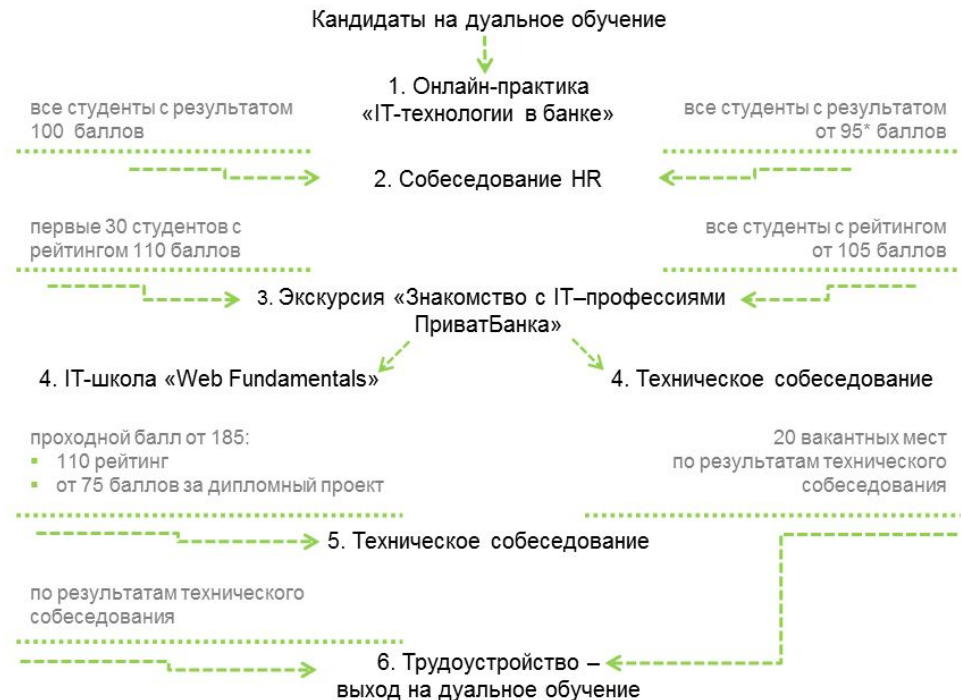 Кандидаты на дуальное обучение
1. Онлайн-практика
«IT-технологии в банке»
все студенты с результатом
100 баллов
все студенты с результатом
от 95* баллов
2. Собеседование HR
первые 30 студентов с
рейтингом 110 баллов
все студенты с рейтингом
от 105 баллов
3. Экскурсия «Знакомство с IT–профессиями
ПриватБанка»
4. IT-школа «Web Fundamentals»
4. Техническое собеседование
проходной балл от 185:
▪ 110 рейтинг
▪ от 75 баллов за дипломный проект
20 вакантных мест
по результатам технического
собеседования
5. Техническое собеседование
по результатам технического
собеседования
6. Трудоустройство –
выход на дуальное обучение